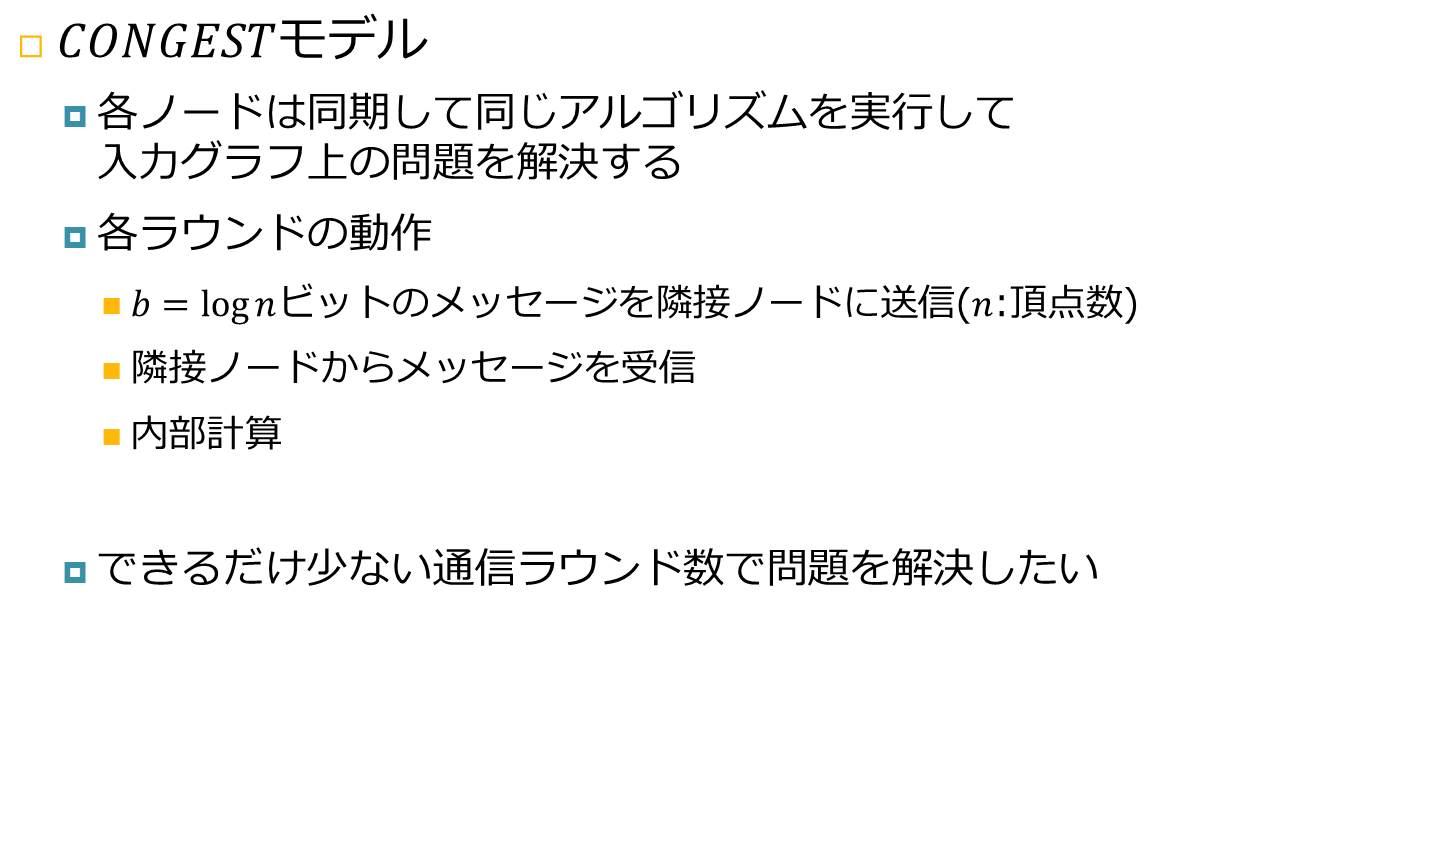 CONGESTモデル
各ノードは同期して同じアルゴリズムを実行して
入力グラフ上の問題を解決する
各ラウンドの動作
b = log nビットのメッセージを隣接ノードに送信(n:頂点数)
隣接ノードからメッセージを受信
内部計算
できるだけ少ない通信ラウンド数で問題を解決したい